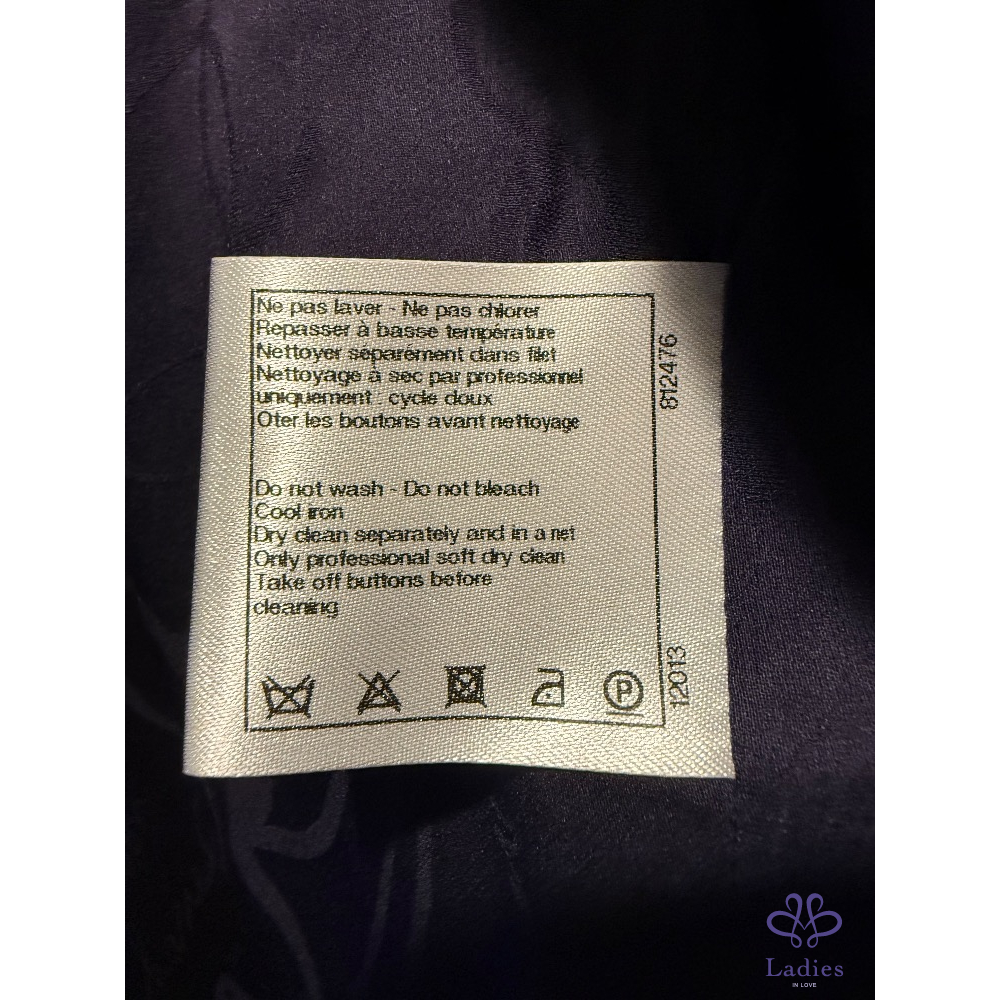 Ne pas laver - Ne pas chlorer
Repasser à basse température
Nettoyer séparement dans filet
Nettoyage à sec par professionnel
uniquement : cycle doux
Oter les boutons avant nettoyage
Do not wash - Do not bleach
Cool iron
Dry clean separately and in a net
Only professional soft dry clean
Take off buttons before
cleaning
P
812476
12013
Ladies
IN LOVE